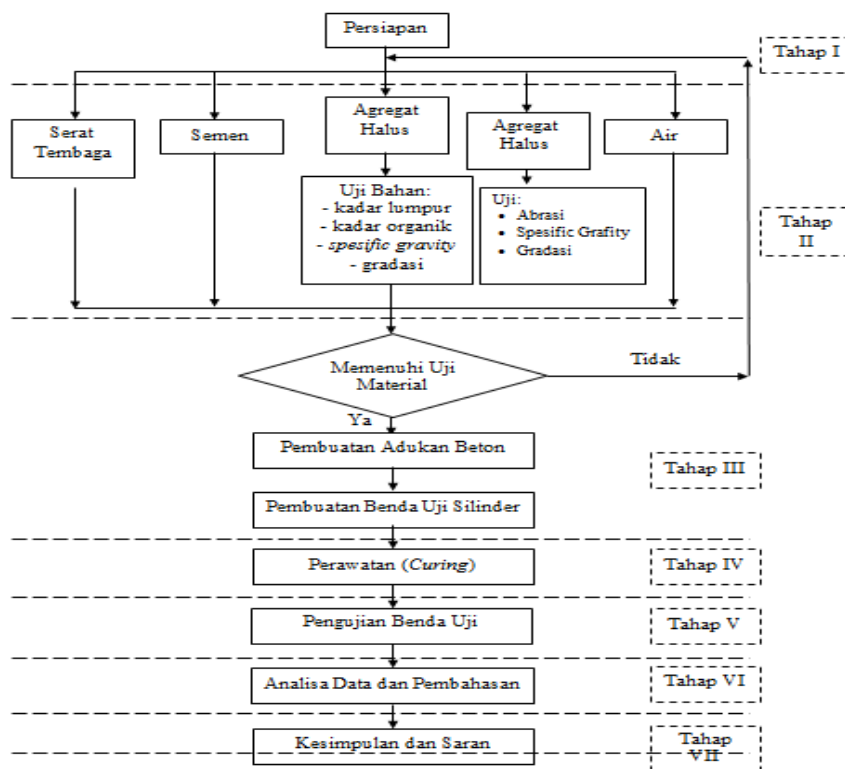 Persiapan
Tahap I
Serat
Tembaga
Semen
Agregat
Halus
Agregat
Halus
Air
Uji Bahan:
- kadar lumpur
- kadar organik
- spesific gravity
- gradasi
Uji:
• Abrasi
• Spesific Grafity
• Gradasi
Tahap
II
Memenuhi Uji
Material
Tidak
Ya
Pembuatan Adukan Beton
Tahap III
Pembuatan Benda Uji Silinder
Perawatan (Curing)
Tahap IV
Pengujian Benda Uji
Tahap V
Analisa Data dan Pembahasan
Tahap VI
Kesimpulan dan Saran
Tahap
VII